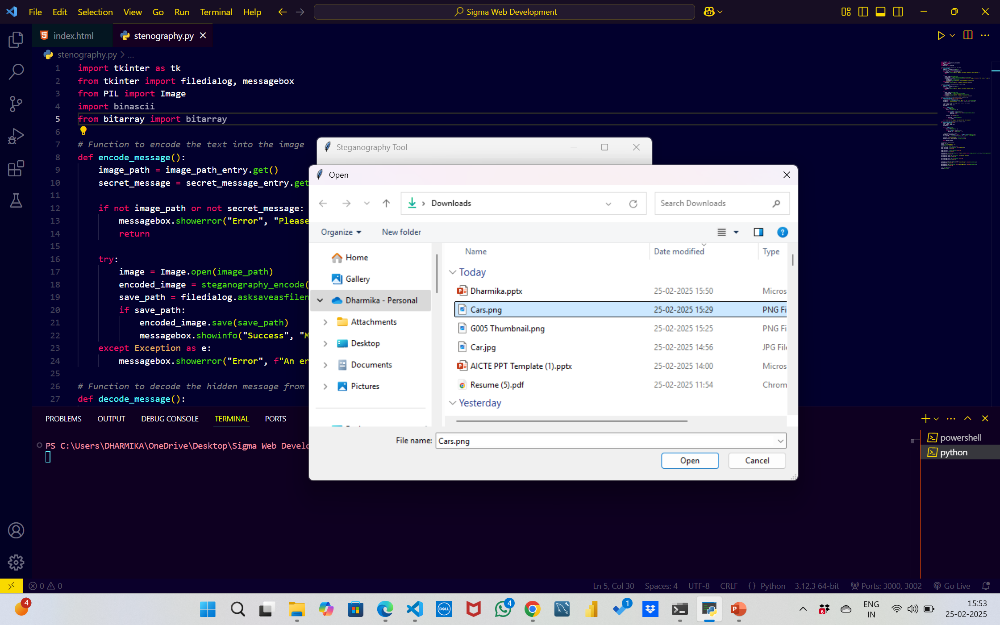 File Edit Selection View Go Run Terminal Help
Sigma Web Development
index.html
stenography.py
stenography.py > ...
1 import tkinter as tk
2 from tkinter import filedialog, messagebox
3 from PIL import Image
4 import binascii
5 from bitarray import bitarray
6
7 # Function to encode the text into the image
8 def encode_message():
9 image_path = image_path_entry.get()
10 secret_message = secret_message_entry.get
11
12 if not image_path or not secret_message:
13 messagebox.showerror("Error", "Please
14 return
15
16 try:
17 image = Image.open(image_path)
18 encoded_image = steganography_encode(
19 save_path = filedialog.asksaveasfilen
20 if save_path:
21 encoded_image.save(save_path)
22 messagebox.showinfo("Success", "M
23 except Exception as e:
24 messagebox.showerror("Error", f"An er
25
26 # Function to decode the hidden message from
27 def decode_message():
Steganography Tool
Open
Downloads
Search Downloads
Organize
New folder
Home
Gallery
Dharmika - Personal
Attachments
Desktop
Documents
Pictures
Name Date modified Type
Today
Dharmika.pptx 25-02-2025 15:50 Micros
Cars.png 25-02-2025 15:29 PNG Fi
G005 Thumbnail.png 25-02-2025 15:25 PNG Fi
Car.jpg 25-02-2025 14:56 JPG File
AICTE PPT Template (1).pptx 25-02-2025 14:00 Micros
Resume (5).pdf 25-02-2025 11:54 Chrom
Yesterday
File name: Cars.png
Open Cancel
PROBLEMS OUTPUT DEBUG CONSOLE TERMINAL PORTS
PS C:\Users\DHARMIKA\OneDrive\Desktop\Sigma Web Develo
powershell
python
0 0
Ln 5, Col 30 Spaces: 4 UTF-8 CRLF {} Python 3.12.3 64-bit Ports: 3000, 3002 Go Live
4
DELL
4
1
6
ENG
IN
15:53
25-02-2025